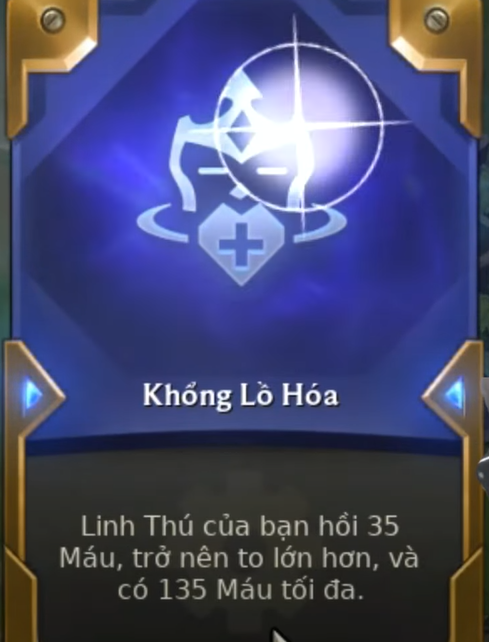 Khổng Lồ Hóa
Linh Thú của bạn hồi 35
Máu, trở nên to lớn hơn, và
có 135 Máu tối đa.